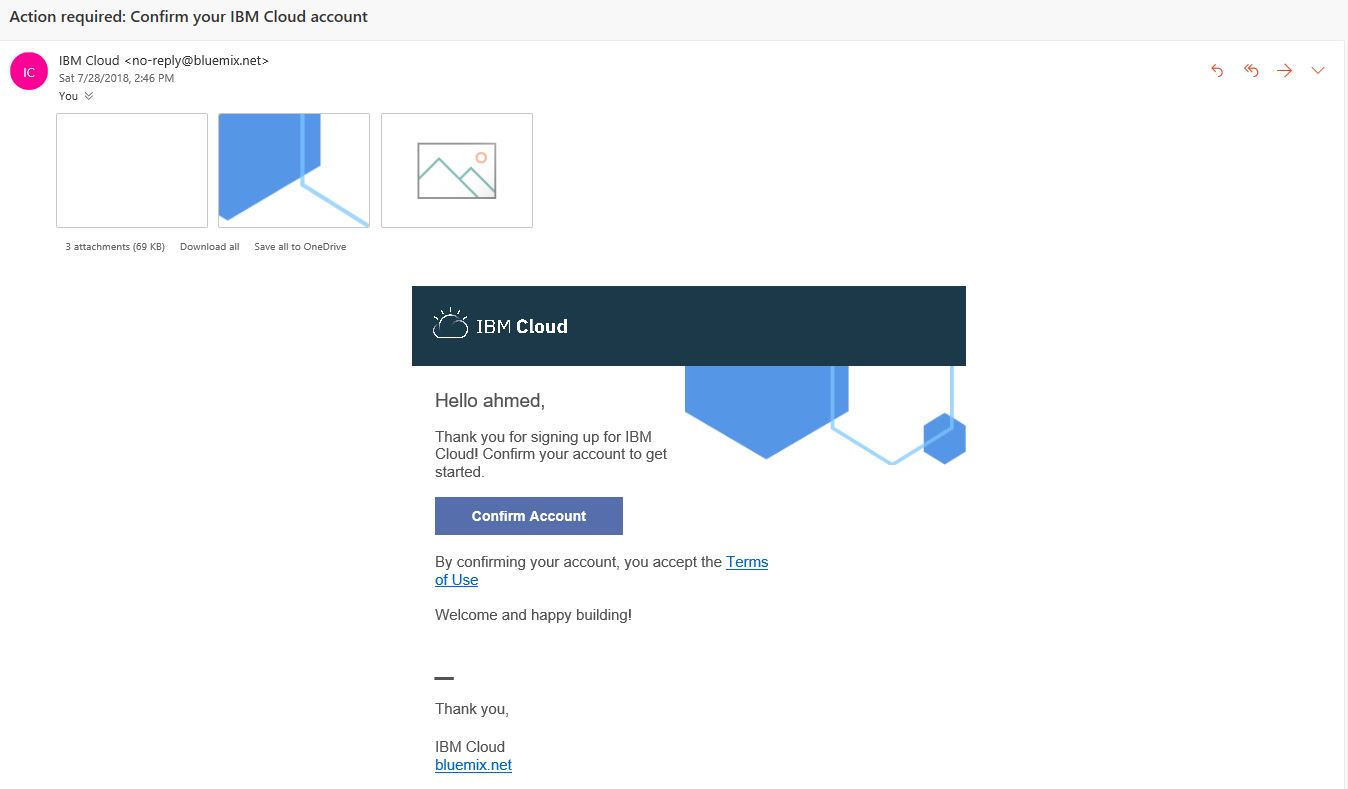 Action required: Confirm your IBM Cloud account
IC
IBM Cloud <no-reply@bluemix.net>
Sat 7/28/2018, 2:46 PM
You
3 attachments (69 KB) Download all Save all to OneDrive
IBM Cloud
Hello ahmed,
Thank you for signing up for IBM
Cloud! Confirm your account to get
started.
Confirm Account
By confirming your account, you accept the Terms
of Use
Welcome and happy building!
Thank you,
IBM Cloud
bluemix.net